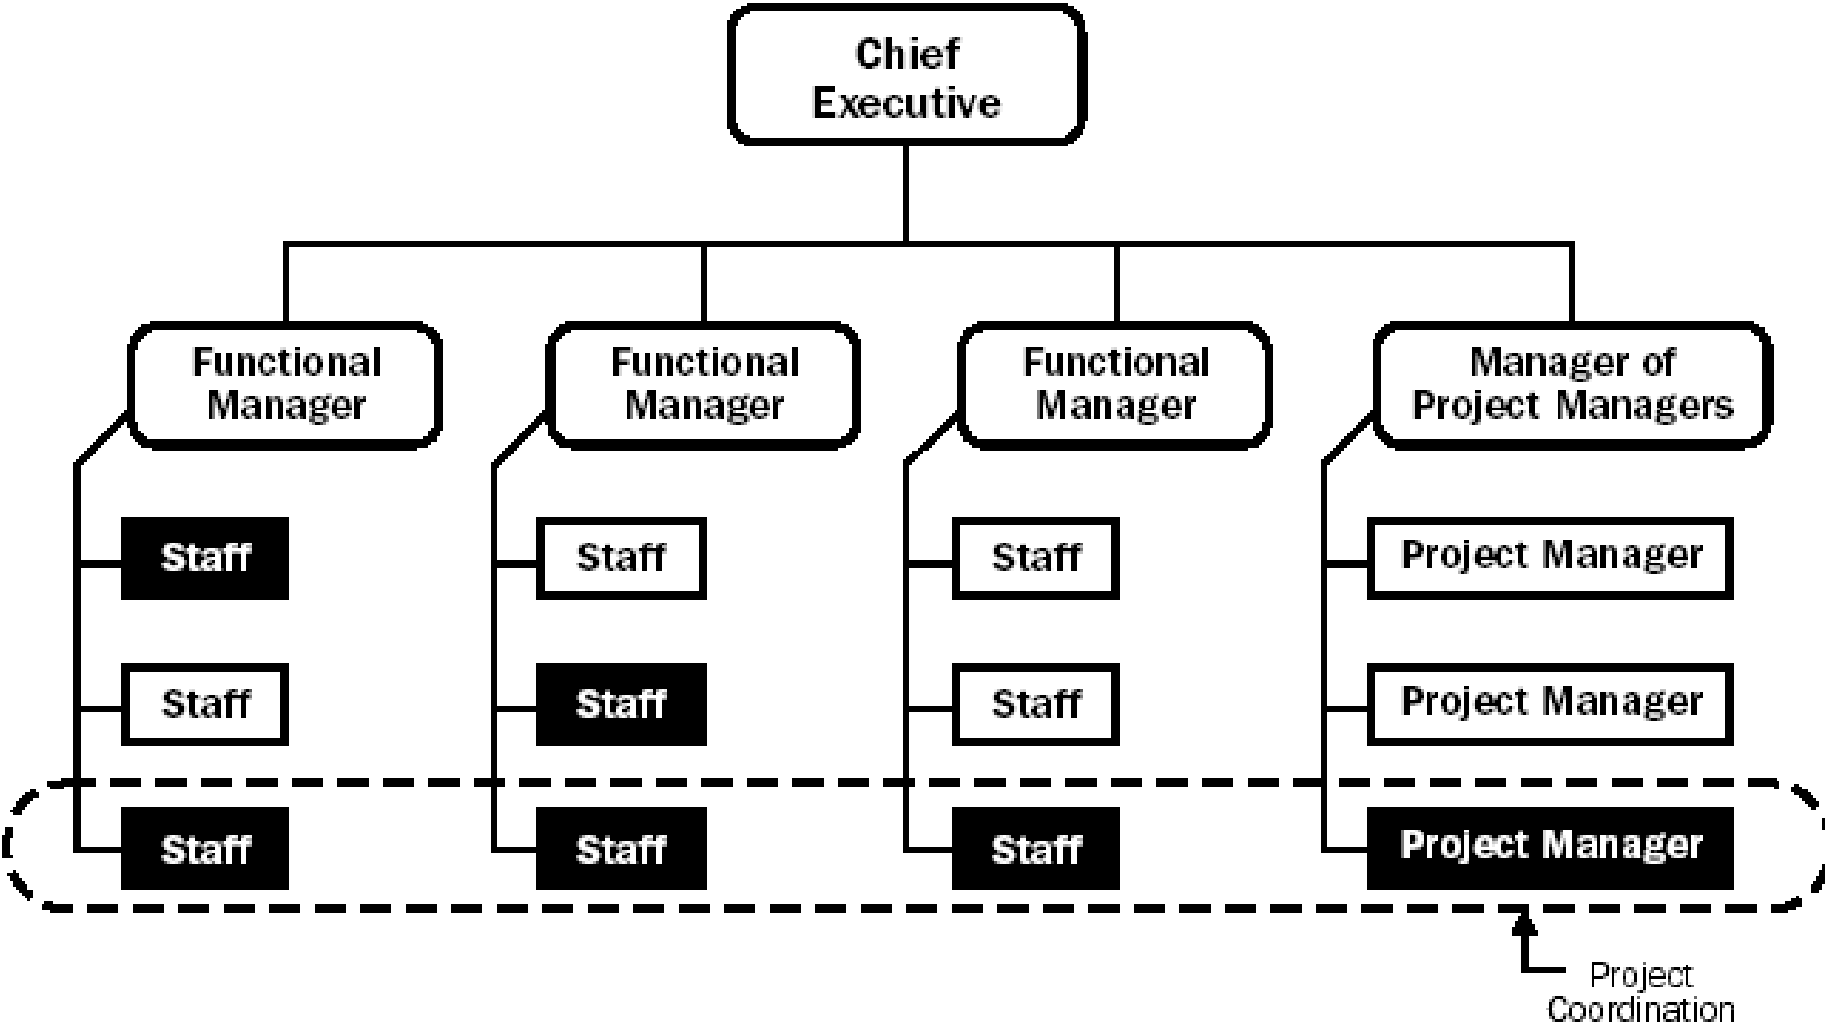 Chief
Executive
Functional
Manager
Functional
Manager
Functional
Manager
Manager of
Project Managers
Staff
Staff
Staff
Project Manager
Staff
Staff
Staff
Project Manager
Staff
Staff
Staff
Project Manager
Project
Coordination